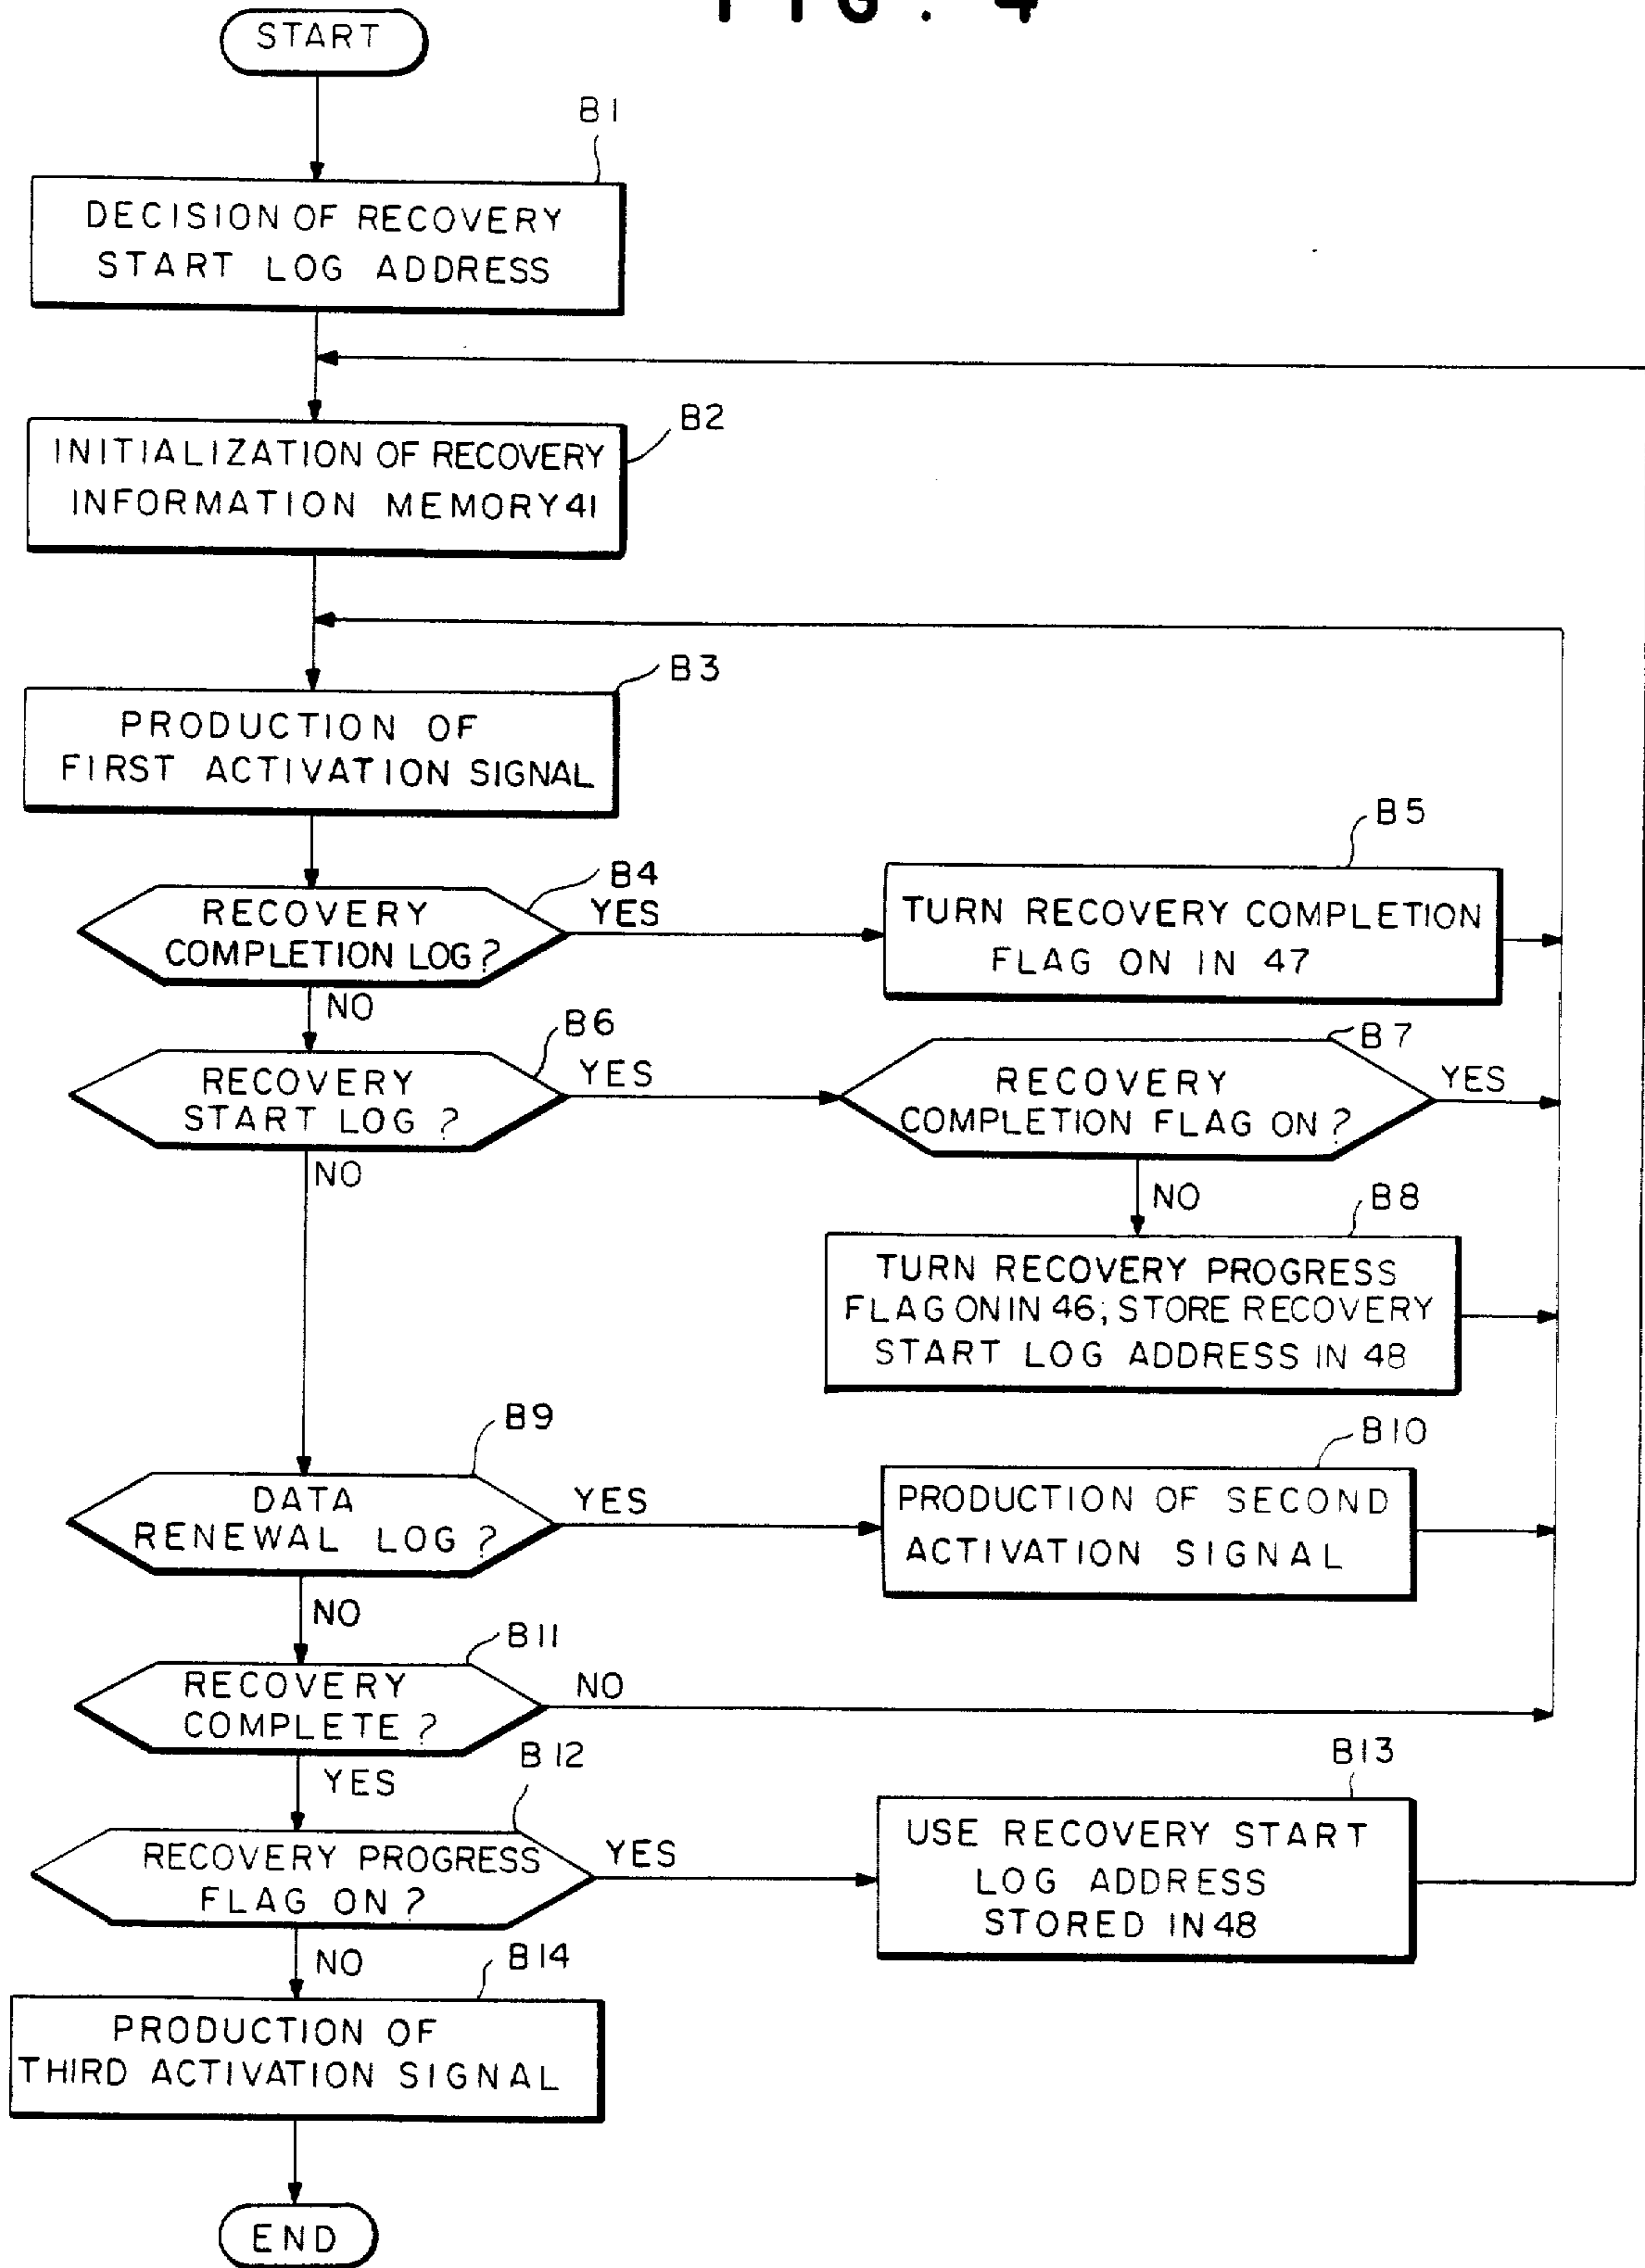 FIG. 4
START
B1
DECISION OF RECOVERY
START LOG ADDRESS
B2
INITIALIZATION OF RECOVERY
INFORMATION MEMORY 41
B3
PRODUCTION OF
FIRST ACTIVATION SIGNAL
B4
RECOVERY
COMPLETION LOG?
YES
NO
B5
TURN RECOVERY COMPLETION
FLAG ON IN 47
B6
RECOVERY
START LOG?
YES
NO
B7
RECOVERY
COMPLETION FLAG ON?
YES
NO
B8
TURN RECOVERY PROGRESS
FLAG ON IN 46; STORE RECOVERY
START LOG ADDRESS IN 48
B9
DATA
RENEWAL LOG?
YES
NO
B10
PRODUCTION OF SECOND
ACTIVATION SIGNAL
B11
RECOVERY
COMPLETE?
NO
YES
B12
RECOVERY PROGRESS
FLAG ON?
YES
NO
B13
USE RECOVERY START
LOG ADDRESS
STORED IN 48
B14
PRODUCTION OF
THIRD ACTIVATION SIGNAL
END